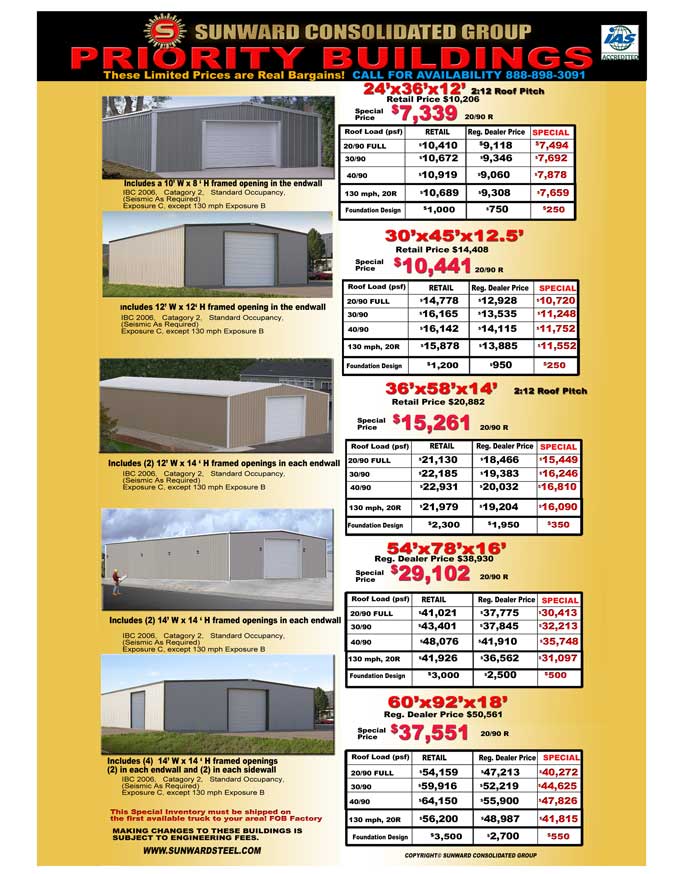 SUNWARD CONSOLIDATED GROUP
PRIORITY BUILDINGS
IAS
ACCREDITED
These Limited Prices are Real Bargains! CALL FOR AVAILABILITY 888-898-3091
24'x36'x12' 2:12 Roof Pitch
Retail Price $10,206
Special Price $7,339 20/90 R
Roof Load (psf) RETAIL Reg. Dealer Price SPECIAL
20/90 FULL $10,410 $9,118 $7,494
30/90 $10,672 $9,346 $7,692
40/90 $10,919 $9,060 $7,878
130 mph, 20R $10,689 $9,308 $7,659
Foundation Design $1,000 $750 $250
Includes a 10' W x 8 ' H framed opening in the endwall
IBC 2006, Catagory 2, Standard Occupancy,
(Seismic As Required)
Exposure C, except 130 mph Exposure B
30'x45'x12.5'
Retail Price $14,408
Special Price $10,441 20/90 R
Roof Load (psf) RETAIL Reg. Dealer Price SPECIAL
20/90 FULL $14,778 $12,928 $10,720
30/90 $16,165 $13,535 $11,248
40/90 $16,142 $14,115 $11,752
130 mph, 20R $15,878 $13,885 $11,552
Foundation Design $1,200 $950 $250
Includes 12' W x 12' H framed opening in the endwall
IBC 2006, Catagory 2, Standard Occupancy,
(Seismic As Required)
Exposure C, except 130 mph Exposure B
36'x58'x14' 2:12 Roof Pitch
Retail Price $20,882
Special Price $15,261 20/90 R
Roof Load (psf) RETAIL Reg. Dealer Price SPECIAL
20/90 FULL $21,130 $18,466 $15,449
30/90 $22,185 $19,383 $16,246
40/90 $22,931 $20,032 $16,810
130 mph, 20R $21,979 $19,204 $16,090
Foundation Design $2,300 $1,950 $350
Includes (2) 12' W x 14 ' H framed openings in each endwall
IBC 2006, Catagory 2, Standard Occupancy,
(Seismic As Required)
Exposure C, except 130 mph Exposure B
54'x78'x16'
Reg. Dealer Price $38,930
Special Price $29,102 20/90 R
Roof Load (psf) RETAIL Reg. Dealer Price SPECIAL
20/90 FULL $41,021 $37,775 $30,413
30/90 $43,401 $37,845 $32,213
40/90 $48,076 $41,910 $35,748
130 mph, 20R $41,926 $36,562 $31,097
Foundation Design $3,000 $2,500 $500
Includes (2) 14' W x 14 ' H framed openings in each endwall
IBC 2006, Catagory 2, Standard Occupancy,
(Seismic As Required)
Exposure C, except 130 mph Exposure B
60'x92'x18'
Reg. Dealer Price $50,561
Special Price $37,551 20/90 R
Roof Load (psf) RETAIL Reg. Dealer Price SPECIAL
20/90 FULL $54,159 $47,213 $40,272
30/90 $59,916 $52,219 $44,625
40/90 $64,150 $55,900 $47,826
130 mph, 20R $56,200 $48,987 $41,815
Foundation Design $3,500 $2,700 $550
Includes (4) 14' W x 14 ' H framed openings
(2) in each endwall and (2) in each sidewall
IBC 2006, Catagory 2, Standard Occupancy,
(Seismic As Required)
Exposure C, except 130 mph Exposure B
This Special Inventory must be shipped on
the first available truck to your area! FOB Factory
MAKING CHANGES TO THESE BUILDINGS IS
SUBJECT TO ENGINEERING FEES.
WWW.SUNWARDSTEEL.COM
COPYRIGHT© SUNWARD CONSOLIDATED GROUP